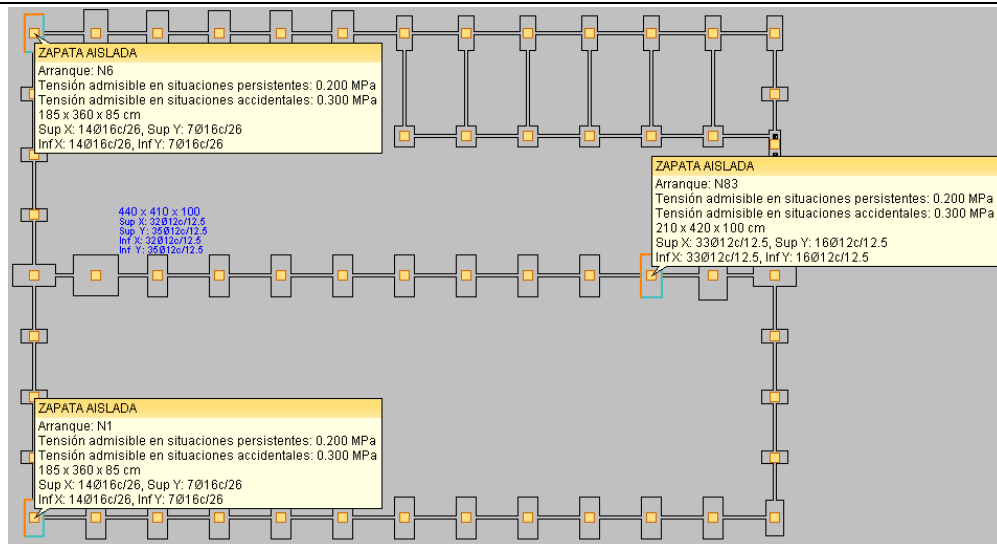 ZAPATA AISLADA
Arranque: N6
Tensión admisible en situaciones persistentes: 0.200 MPa
Tensión admisible en situaciones accidentales: 0.300 MPa
185 x 360 x 85 cm
Sup X: 14Ø16c/26, Sup Y: 7Ø16c/26
Inf X: 14Ø16c/26, Inf Y: 7Ø16c/26
ZAPATA AISLADA
Arranque: N83
Tensión admisible en situaciones persistentes: 0.200 MPa
Tensión admisible en situaciones accidentales: 0.300 MPa
210 x 420 x 100 cm
Sup X: 33Ø12c/12.5, Sup Y: 16Ø12c/12.5
Inf X: 33Ø12c/12.5, Inf Y: 16Ø12c/12.5
440 x 410 x 100
Sup X: 32Ø12c/12.5
Sup Y: 35Ø12c/12.5
Inf X: 32Ø12c/12.5
Inf Y: 35Ø12c/12.5
ZAPATA AISLADA
Arranque: N1
Tensión admisible en situaciones persistentes: 0.200 MPa
Tensión admisible en situaciones accidentales: 0.300 MPa
185 x 360 x 85 cm
Sup X: 14Ø16c/26, Sup Y: 7Ø16c/26
Inf X: 14Ø16c/26, Inf Y: 7Ø16c/26